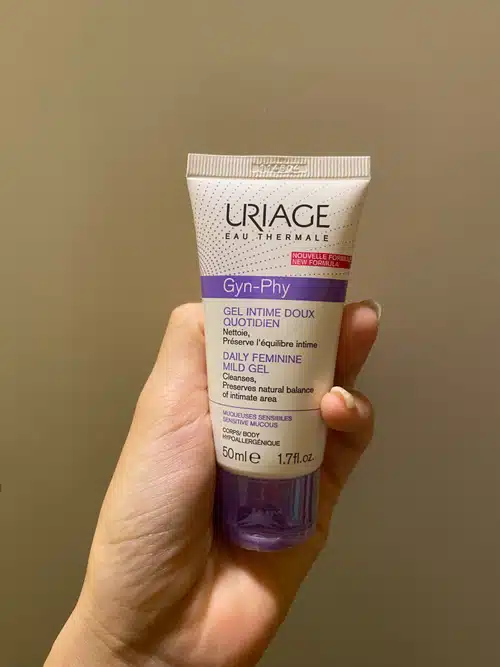 URIAGE
EAU THERMALE
NOUVELLE
NEW FORMULA
Gyn-Phy
GEL INTIME DOUX
QUOTIDIEN
Nettoie,
Préserve l'équilibre intime
DAILY FEMININE
MILD GEL
Cleanses,
Preserves natural balance
of intimate area
MUQUEUSES SENSIBLES
SENSITIVE MUCOUS
CORPS/ BODY
HYPOALLERGÉNIQUE
50ml e 1.7fl.oz.